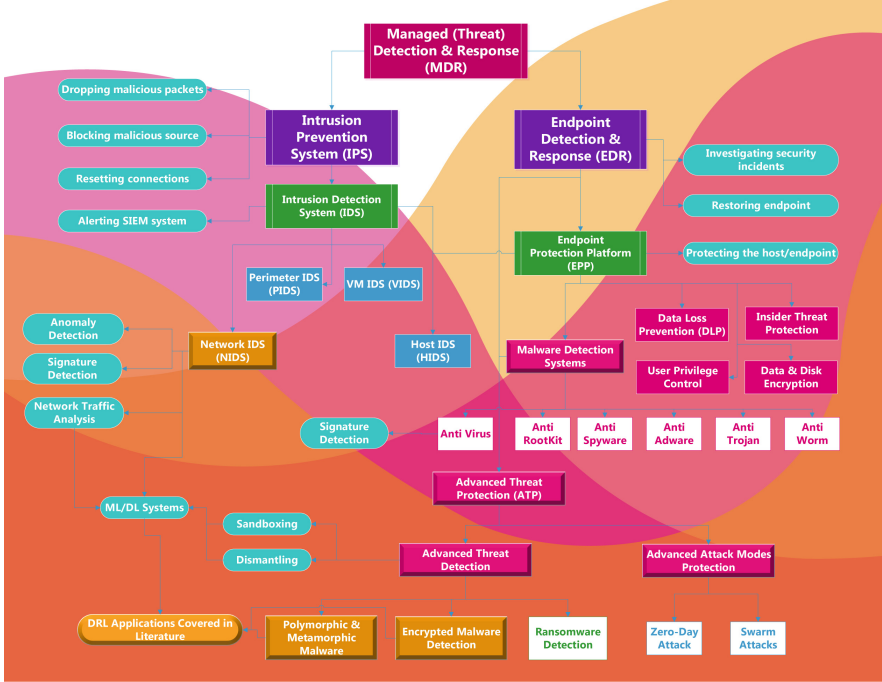 Managed (Threat)
Detection & Response
(MDR)
Dropping malicious packets
Blocking malicious source
Resetting connections
Alerting SIEM system
Intrusion
Prevention
System (IPS)
Endpoint
Detection &
Response (EDR)
Investigating security
incidents
Restoring endpoint
Intrusion Detection
System (IDS)
Endpoint
Protection Platform
(EPP)
Protecting the host/endpoint
Perimeter IDS
(PIDS)
VM IDS (VIDS)
Anomaly
Detection
Signature
Detection
Network Traffic
Analysis
Network IDS
(NIDS)
Host IDS
(HIDS)
Malware Detection
Systems
Data Loss
Prevention (DLP)
Insider Threat
Protection
User Privilege
Control
Data & Disk
Encryption
Signature
Detection
Anti Virus
Anti
RootKit
Anti
Spyware
Anti
Adware
Anti
Trojan
Anti
Worm
Advanced Threat
Protection (ATP)
ML/DL Systems
Sandboxing
Dismantling
Advanced Threat
Detection
Advanced Attack Modes
Protection
DRL Applications Covered in
Literature
Polymorphic &
Metamorphic
Malware
Encrypted Malware
Detection
Ransomware
Detection
Zero-Day
Attack
Swarm
Attacks